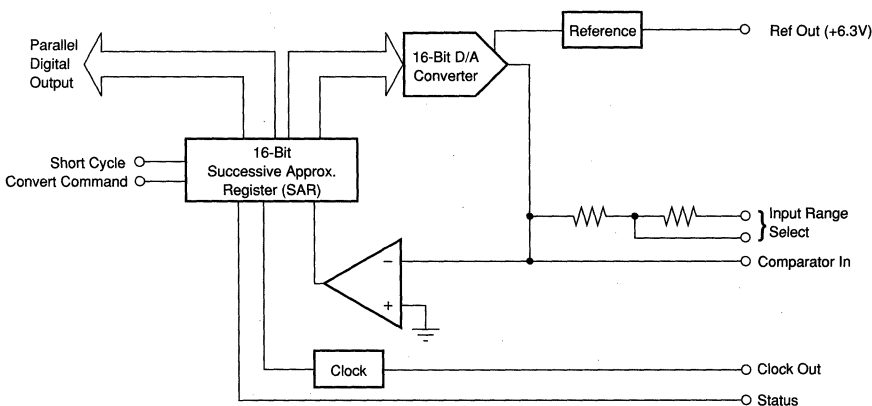 Parallel
Digital
Output
16-Bit D/A
Converter
Reference
Ref Out (+6.3V)
Short Cycle
Convert Command
16-Bit
Successive Approx.
Register (SAR)
Input Range
Select
Comparator In
−
+
Clock
Clock Out
Status